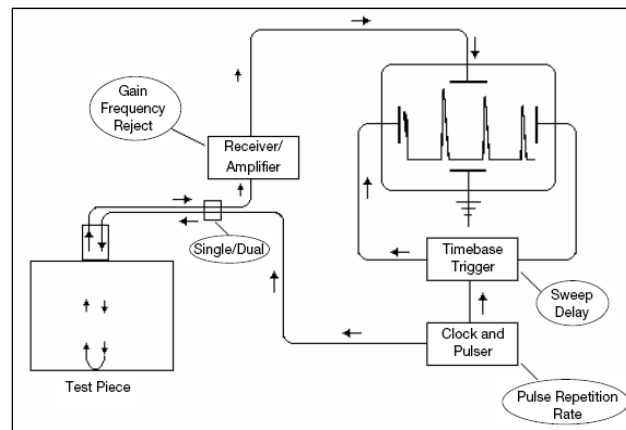 Gain
Frequency
Reject
Receiver/
Amplifier
Single/Dual
Timebase
Trigger
Sweep
Delay
Clock and
Pulser
Test Piece
Pulse Repetition
Rate